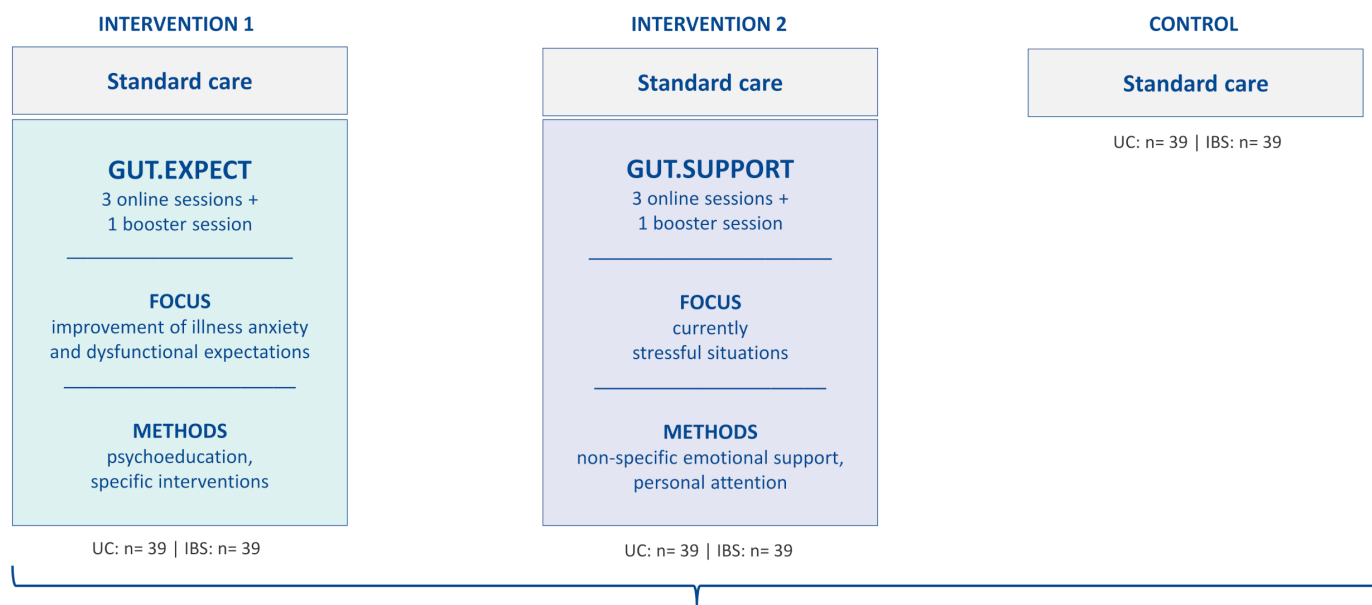 INTERVENTION 1
Standard care
GUT.EXPECT
3 online sessions +
1 booster session
FOCUS
improvement of illness anxiety
and dysfunctional expectations
METHODS
psychoeducation,
specific interventions
UC: n= 39 | IBS: n= 39
INTERVENTION 2
Standard care
GUT.SUPPORT
3 online sessions +
1 booster session
FOCUS
currently
stressful situations
METHODS
non-specific emotional support,
personal attention
UC: n= 39 | IBS: n= 39
CONTROL
Standard care
UC: n= 39 | IBS: n= 39